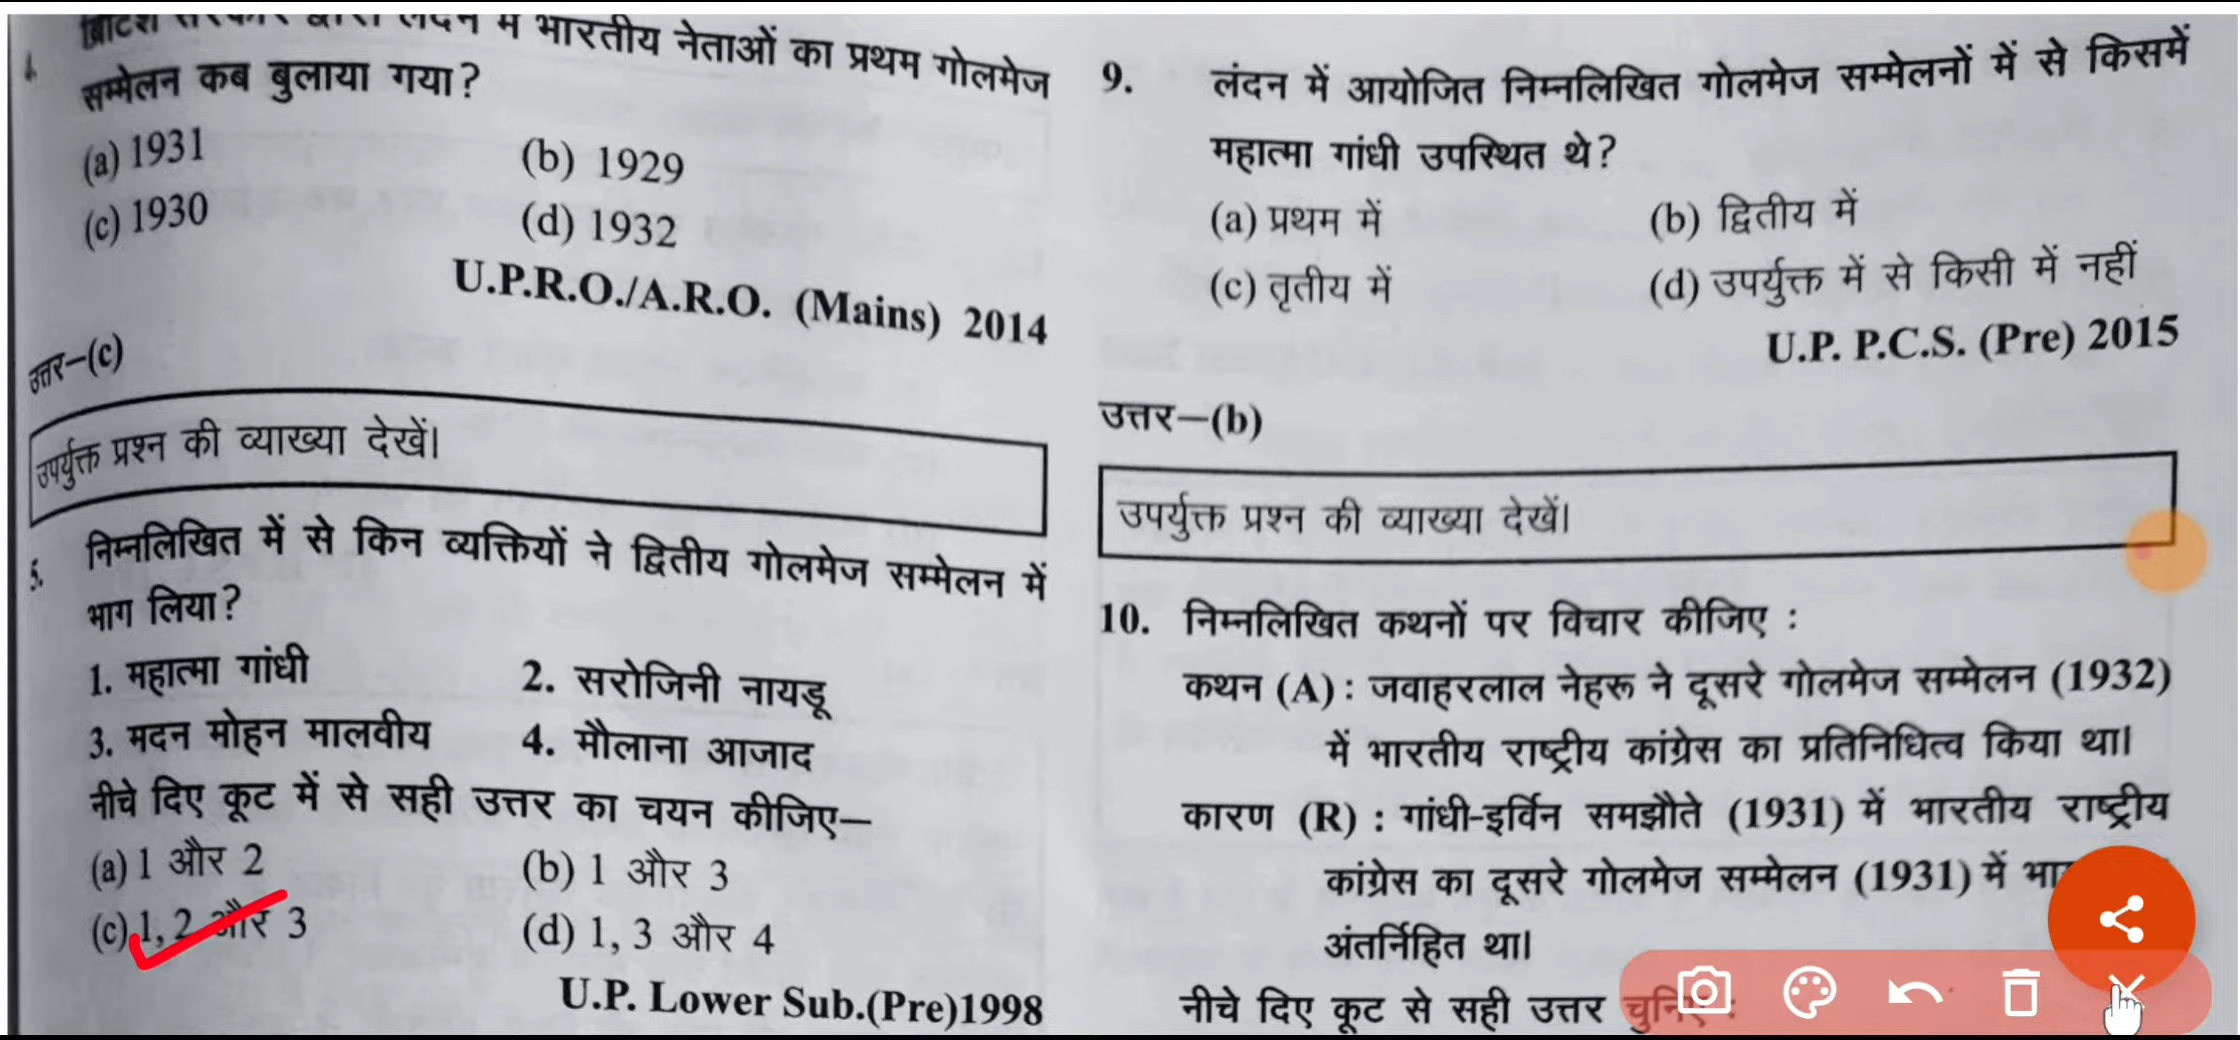 ब्रिटिश सरकार द्वारा लंदन में भारतीय नेताओं का प्रथम गोलमेज
सम्मेलन कब बुलाया गया?
(a) 1931
(b) 1929
(c) 1930
(d) 1932
U.P.R.O./A.R.O. (Mains) 2014
उत्तर—(c)
उपर्युक्त प्रश्न की व्याख्या देखें।
5. निम्नलिखित में से किन व्यक्तियों ने द्वितीय गोलमेज सम्मेलन में
भाग लिया?
1. महात्मा गांधी
2. सरोजिनी नायडू
3. मदन मोहन मालवीय
4. मौलाना आजाद
नीचे दिए कूट में से सही उत्तर का चयन कीजिए—
(a) 1 और 2
(b) 1 और 3
(c) 1, 2 और 3
(d) 1, 3 और 4
U.P. Lower Sub.(Pre)1998
9. लंदन में आयोजित निम्नलिखित गोलमेज सम्मेलनों में से किसमें
महात्मा गांधी उपस्थित थे?
(a) प्रथम में
(b) द्वितीय में
(c) तृतीय में
(d) उपर्युक्त में से किसी में नहीं
U.P. P.C.S. (Pre) 2015
उत्तर—(b)
उपर्युक्त प्रश्न की व्याख्या देखें।
10. निम्नलिखित कथनों पर विचार कीजिए :
कथन (A) : जवाहरलाल नेहरू ने दूसरे गोलमेज सम्मेलन (1932)
में भारतीय राष्ट्रीय कांग्रेस का प्रतिनिधित्व किया था।
कारण (R) : गांधी-इर्विन समझौते (1931) में भारतीय राष्ट्रीय
कांग्रेस का दूसरे गोलमेज सम्मेलन (1931) में
अंतर्निहित था।
नीचे दिए कूट से सही उत्तर चुनिए :